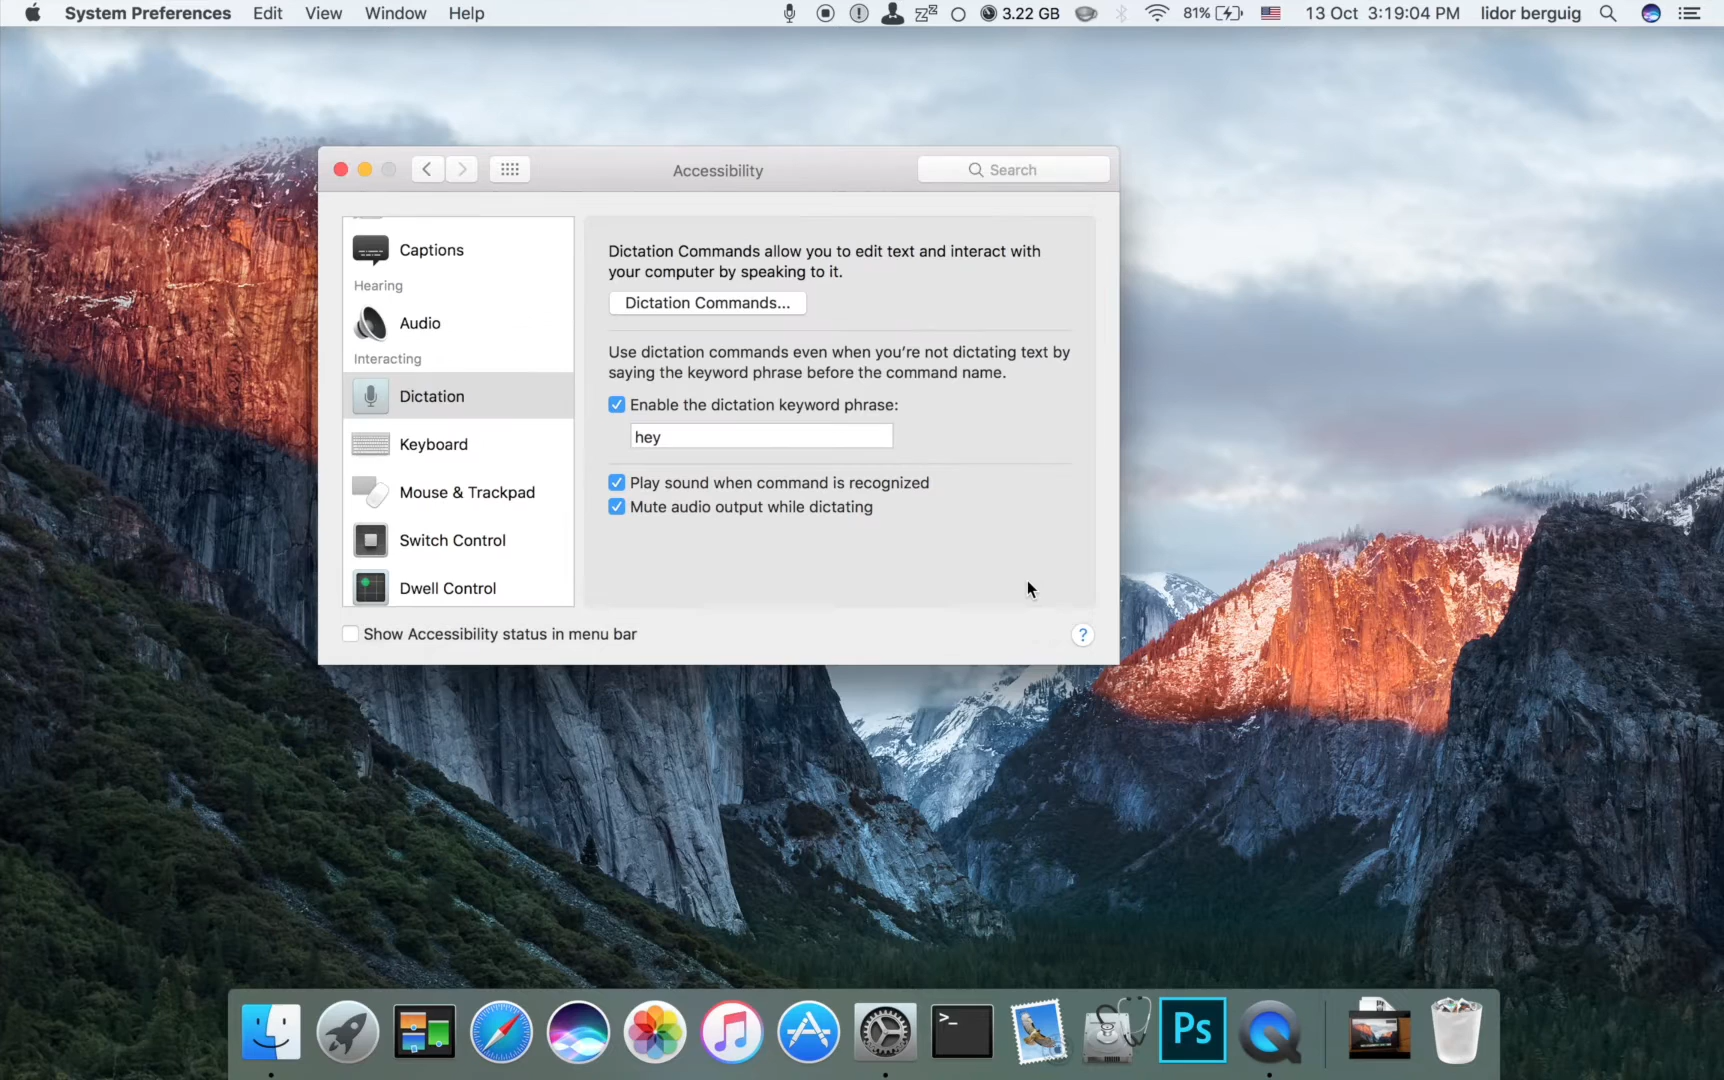 System Preferences Edit View Window Help 3.22 GB 81% 13 Oct 3:19:04 PM lidor berguig
Accessibility
Search
Captions
Hearing
Audio
Interacting
Dictation
Keyboard
Mouse & Trackpad
Switch Control
Dwell Control
Dictation Commands allow you to edit text and interact with
your computer by speaking to it.
Dictation Commands...
Use dictation commands even when you're not dictating text by
saying the keyword phrase before the command name.
Enable the dictation keyword phrase:
hey
Play sound when command is recognized
Mute audio output while dictating
Show Accessibility status in menu bar
?
>_
Ps